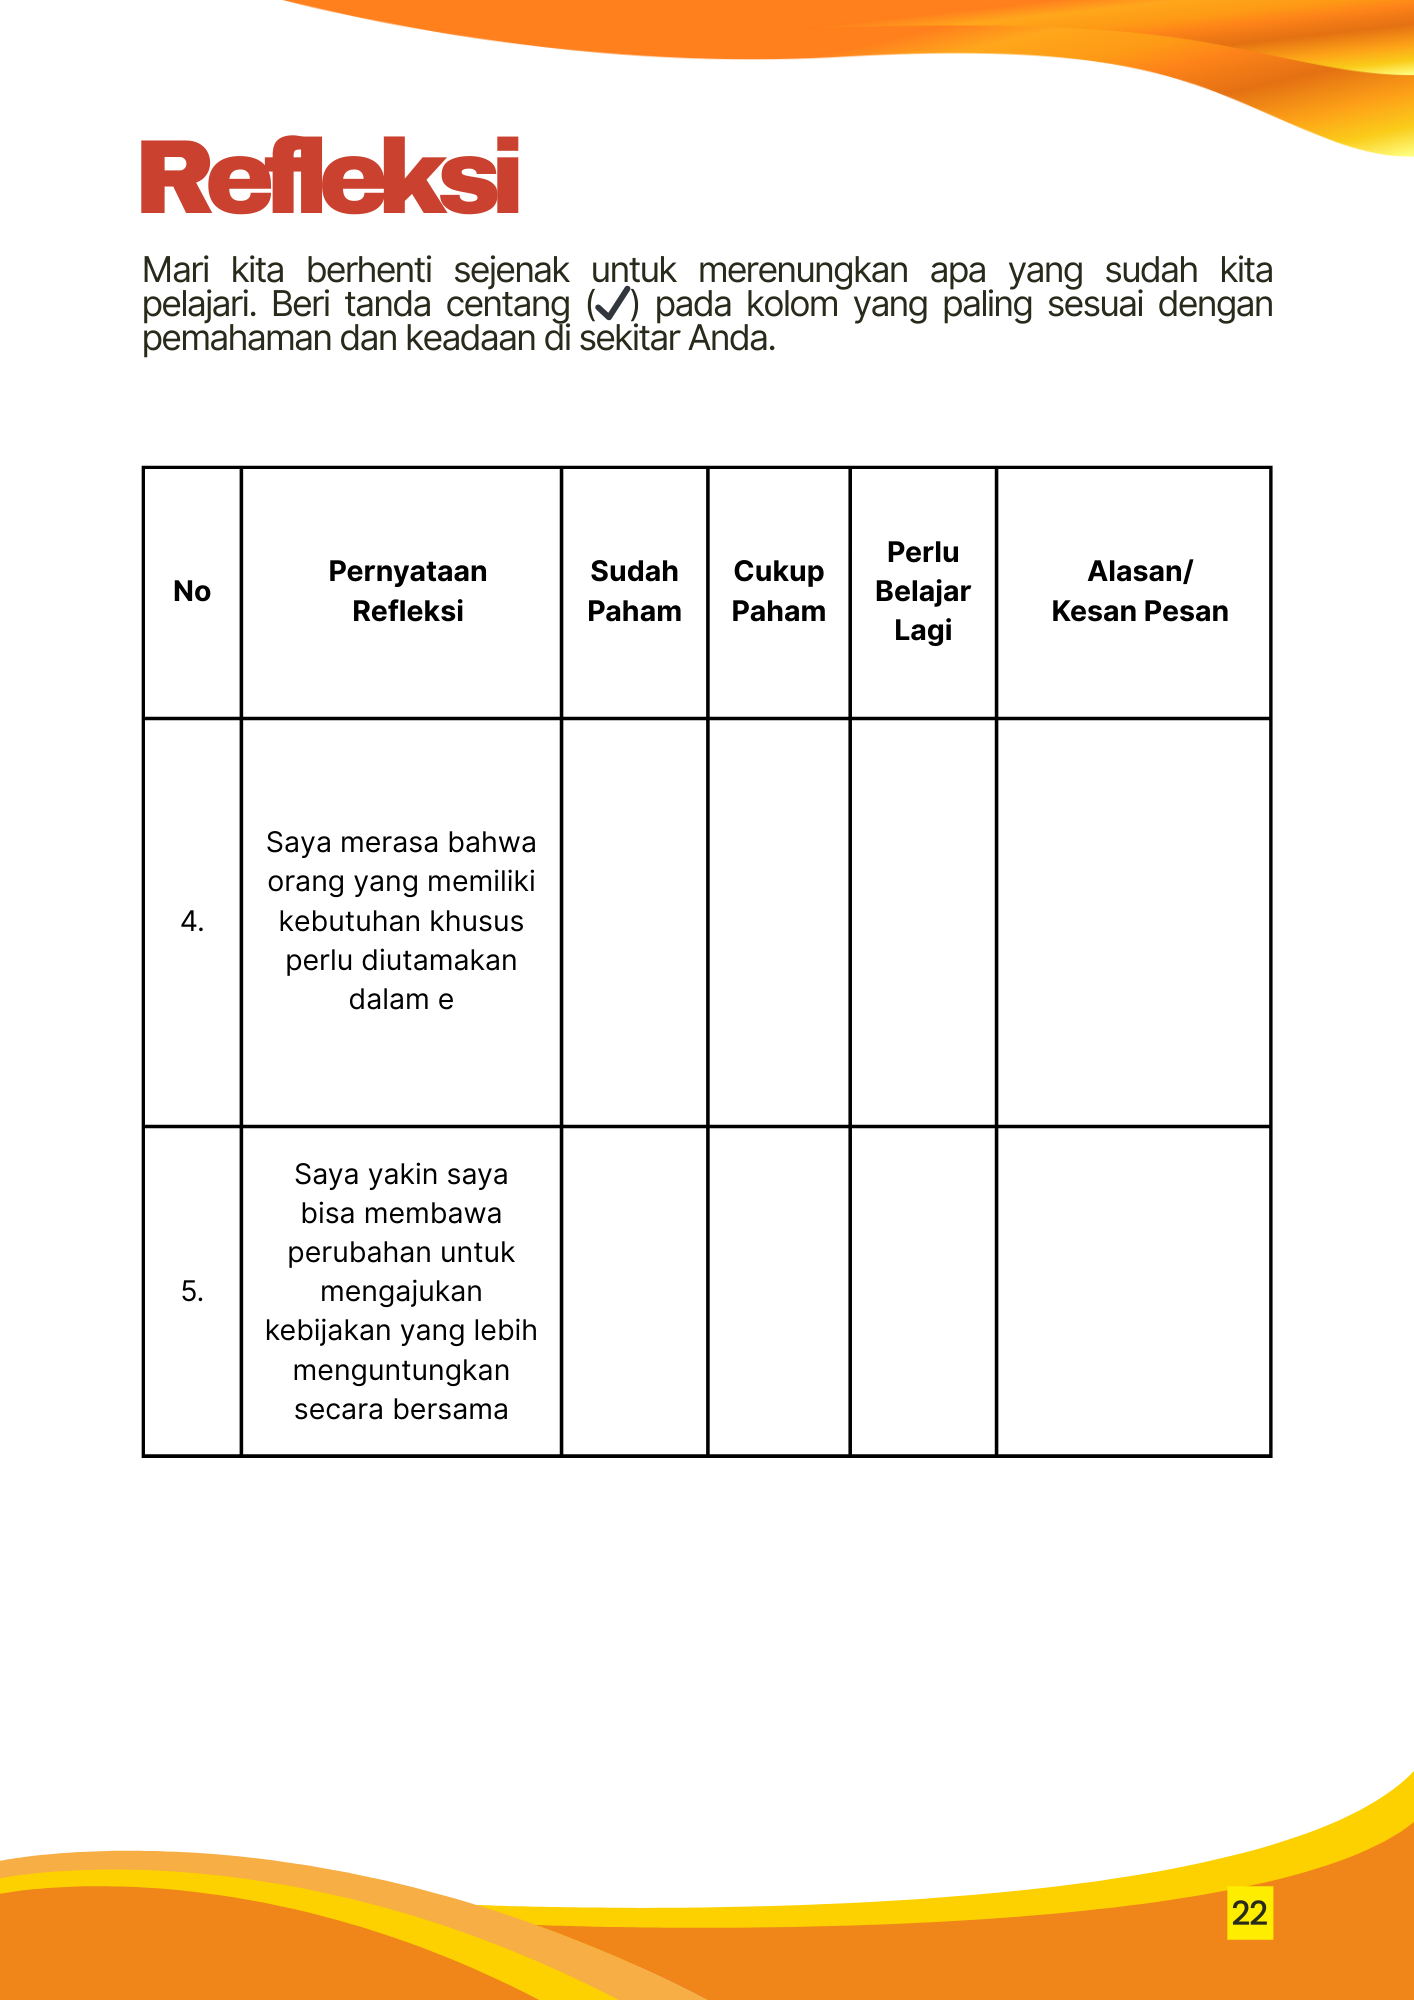 Refleksi
Mari kita berhenti sejenak untuk merenungkan apa yang sudah kita
pelajari. Beri tanda centang (✓) pada kolom yang paling sesuai dengan
pemahaman dan keadaan di sekitar Anda.
No
Pernyataan
Refleksi
Sudah
Paham
Cukup
Paham
Perlu
Belajar
Lagi
Alasan/
Kesan Pesan
4.
Saya merasa bahwa
orang yang memiliki
kebutuhan khusus
perlu diutamakan
dalam e
5.
Saya yakin saya
bisa membawa
perubahan untuk
mengajukan
kebijakan yang lebih
menguntungkan
secara bersama
22